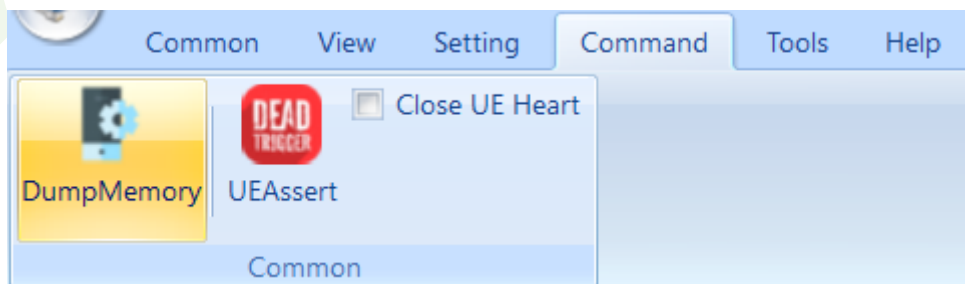 Common View Setting Command Tools Help
DEAD
TRIGGER
Close UE Heart
DumpMemory UEAssert
Common